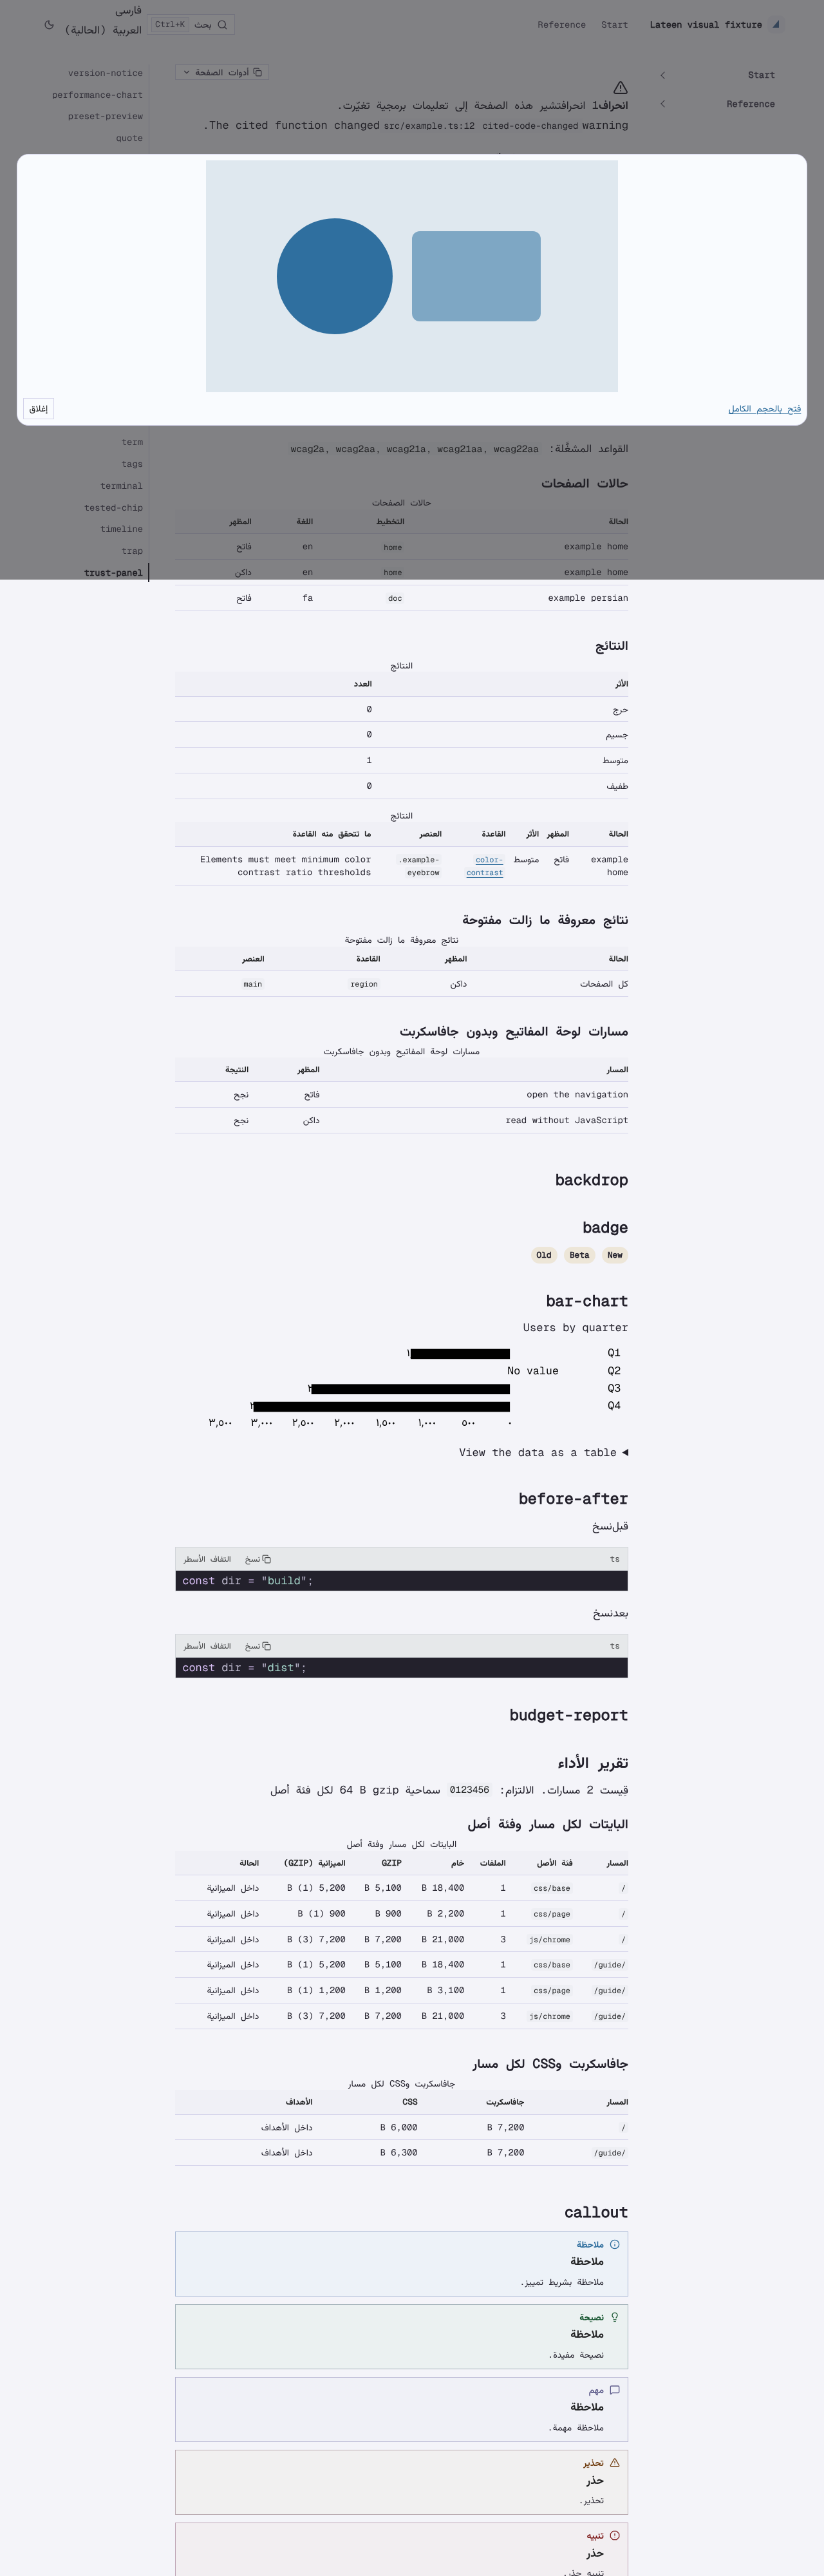 Lateen visual fixture
Start
Reference
بحث
Ctrl+K
فارسی
العربية (الحالية)
Start
Reference
أدوات الصفحة
انحراف1 انحرافتشير هذه الصفحة إلى تعليمات برمجية تغيّرت.
warning cited-code-changed src/example.ts:12 The cited function changed.
version-notice
performance-chart
preset-preview
quote
فتح بالحجم الكامل
إغلاق
term
tags
terminal
tested-chip
timeline
trap
trust-panel
القواعد المشغَّلة: wcag2a, wcag2aa, wcag21a, wcag21aa, wcag22aa
حالات الصفحات
حالات الصفحات
الحالة التخطيط اللغة المظهر
example home home en فاتح
example home home en داكن
example persian doc fa فاتح
النتائج
النتائج
الأثر العدد
حرج 0
جسيم 0
متوسط 1
طفيف 0
النتائج
الحالة المظهر الأثر القاعدة العنصر ما تتحقق منه القاعدة
example home فاتح متوسط color-contrast .example-eyebrow Elements must meet minimum color contrast ratio thresholds
نتائج معروفة ما زالت مفتوحة
نتائج معروفة ما زالت مفتوحة
الحالة المظهر القاعدة العنصر
كل الصفحات داكن region main
مسارات لوحة المفاتيح وبدون جافاسكربت
مسارات لوحة المفاتيح وبدون جافاسكربت
المسار المظهر النتيجة
open the navigation فاتح نجح
read without JavaScript داكن نجح
backdrop
badge
New Beta Old
bar-chart
Users by quarter
Q1
Q2 No value
Q3
Q4
٠ ٥٠٠ ١٬٠٠٠ ١٬٥٠٠ ٢٬٠٠٠ ٢٬٥٠٠ ٣٬٠٠٠ ٣٬٥٠٠
View the data as a table
before-after
قبلنسخ
ts نسخ التفاف الأسطر
const dir = "build";
بعدنسخ
ts نسخ التفاف الأسطر
const dir = "dist";
budget-report
تقرير الأداء
قِيست 2 مسارات. الالتزام: 0123456 سماحية 64 B gzip لكل فئة أصل
البايتات لكل مسار وفئة أصل
البايتات لكل مسار وفئة أصل
المسار فئة الأصل الملفات خام GZIP الميزانية (GZIP) الحالة
/ css/base 1 18,400 B 5,100 B 5,200 B (1) داخل الميزانية
/ css/page 1 2,200 B 900 B 900 B (1) داخل الميزانية
/ js/chrome 3 21,000 B 7,200 B 7,200 B (3) داخل الميزانية
/guide/ css/base 1 18,400 B 5,100 B 5,200 B (1) داخل الميزانية
/guide/ css/page 1 3,100 B 1,200 B 1,200 B (1) داخل الميزانية
/guide/ js/chrome 3 21,000 B 7,200 B 7,200 B (3) داخل الميزانية
جافاسكربت وCSS لكل مسار
جافاسكربت وCSS لكل مسار
المسار جافاسكربت CSS الأهداف
/ 7,200 B 6,000 B داخل الأهداف
/guide/ 7,200 B 6,300 B داخل الأهداف
callout
ملاحظة
ملاحظة
ملاحظة بشريط تمييز.
نصيحة
ملاحظة
نصيحة مفيدة.
مهم
ملاحظة
ملاحظة مهمة.
تحذير
حذر
تحذير.
تنبيه
حذر
تنبيه حذر.